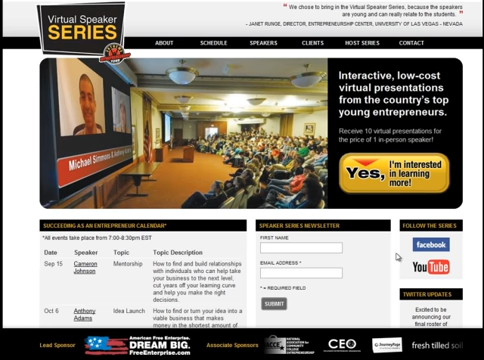 Virtual Speaker
SERIES
" We chose to bring in the Virtual Speaker Series, because the speakers
are young and can really relate to the students. "
- JANET RUNGE, DIRECTOR, ENTREPRENEURSHIP CENTER, UNIVERSITY OF LAS VEGAS - NEVADA
ABOUT SCHEDULE SPEAKERS CLIENTS HOST SERIES CONTACT
Michael Simmons &
Interactive, low-cost
virtual presentations
from the country's top
young entrepreneurs.
Receive 10 virtual presentations for
the price of 1 in-person speaker!
Yes, I'm interested
in learning
more!
SUCCEEDING AS AN ENTREPRENEUR CALENDAR*
*All events take place from 7:00-8:30pm EST
Date Speaker Topic Topic Description
Sep 15 Cameron Johnson Mentorship How to find and build relationships
with individuals who can help take
your business to the next level,
cut years off your learning curve
and help you make the right
decisions.
Oct 6 Anthony Adams Idea Launch How to find or turn your idea into a
viable business that makes
money in the shortest amount of
SPEAKER SERIES NEWSLETTER
FIRST NAME
EMAIL ADDRESS *
* = REQUIRED FIELD
SUBMIT
FOLLOW THE SERIES
facebook
YouTube
TWITTER UPDATES
Excited to be
announcing our
final roster of
Lead Sponsor
American Free Enterprise.
DREAM BIG.
FreeEnterprise.com
Associate Sponsors
NATIONAL
ASSOCIATION for
COMMUNITY
COLLEGE
ENTREPRENEURSHIP
CEO
JourneyPage
fresh tilled soil